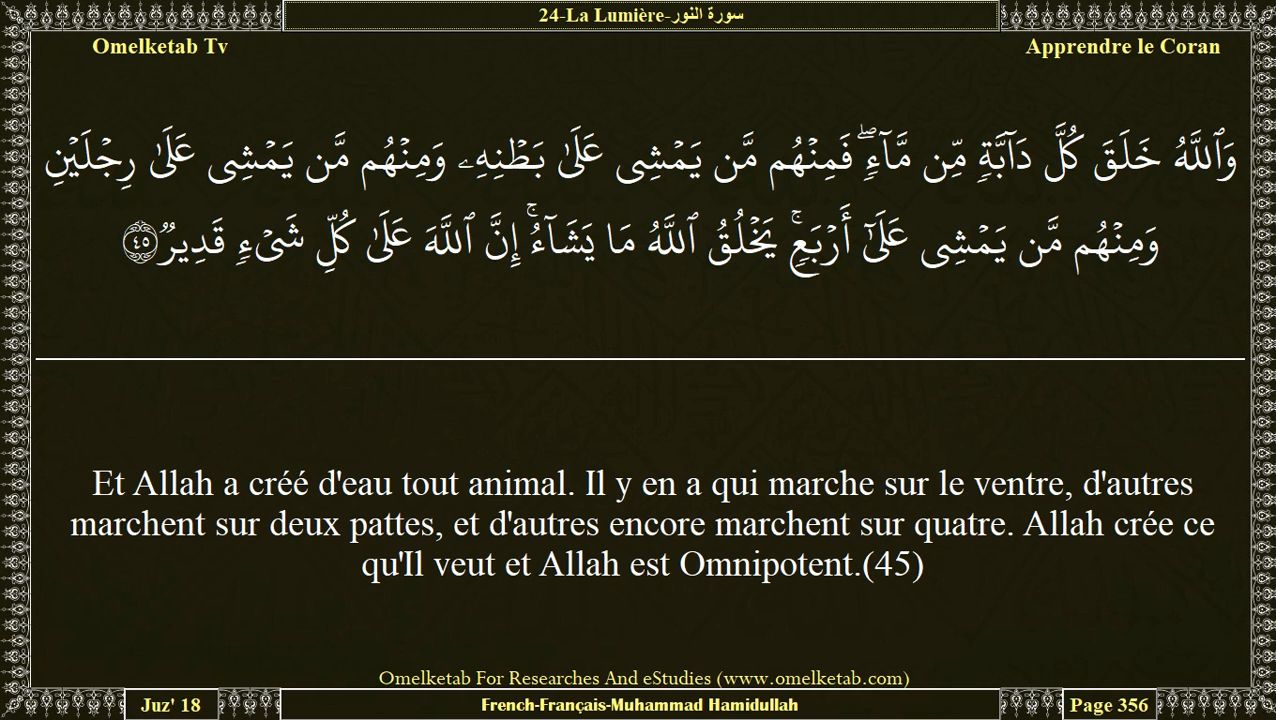 24-La Lumière-سورة النور
Omelketab Tv
Apprendre le Coran
وَٱللَّهُ خَلَقَ كُلَّ دَآبَّةٖ مِّن مَّآءٖۖ فَمِنۡهُم مَّن يَمۡشِي عَلَىٰ بَطۡنِهِۦ وَمِنۡهُم مَّن يَمۡشِي عَلَىٰ رِجۡلَيۡنِ
وَمِنۡهُم مَّن يَمۡشِي عَلَىٰٓ أَرۡبَعٖۚ يَخۡلُقُ ٱللَّهُ مَا يَشَآءُۚ إِنَّ ٱللَّهَ عَلَىٰ كُلِّ شَيۡءٖ قَدِيرٞ ٤٥
Et Allah a créé d'eau tout animal. Il y en a qui marche sur le ventre, d'autres
marchent sur deux pattes, et d'autres encore marchent sur quatre. Allah crée ce
qu'Il veut et Allah est Omnipotent.(45)
Omelketab For Researches And eStudies (www.omelketab.com)
Juz' 18
French-Français-Muhammad Hamidullah
Page 356